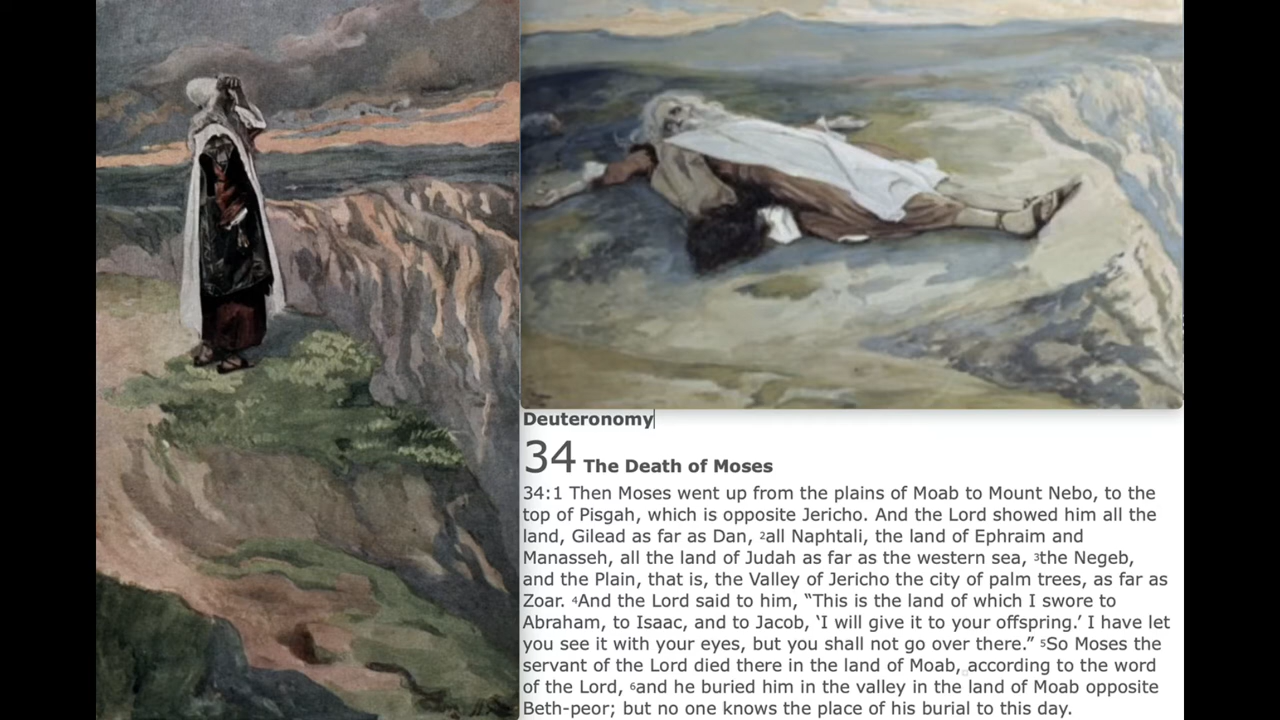 Deuteronomy
34 The Death of Moses
34:1 Then Moses went up from the plains of Moab to Mount Nebo, to the
top of Pisgah, which is opposite Jericho. And the Lord showed him all the
land, Gilead as far as Dan, 2all Naphtali, the land of Ephraim and
Manasseh, all the land of Judah as far as the western sea, 3the Negeb,
and the Plain, that is, the Valley of Jericho the city of palm trees, as far as
Zoar. 4And the Lord said to him, “This is the land of which I swore to
Abraham, to Isaac, and to Jacob, ‘I will give it to your offspring.’ I have let
you see it with your eyes, but you shall not go over there.” 5So Moses the
servant of the Lord died there in the land of Moab, according to the word
of the Lord, 6and he buried him in the valley in the land of Moab opposite
Beth-peor; but no one knows the place of his burial to this day.